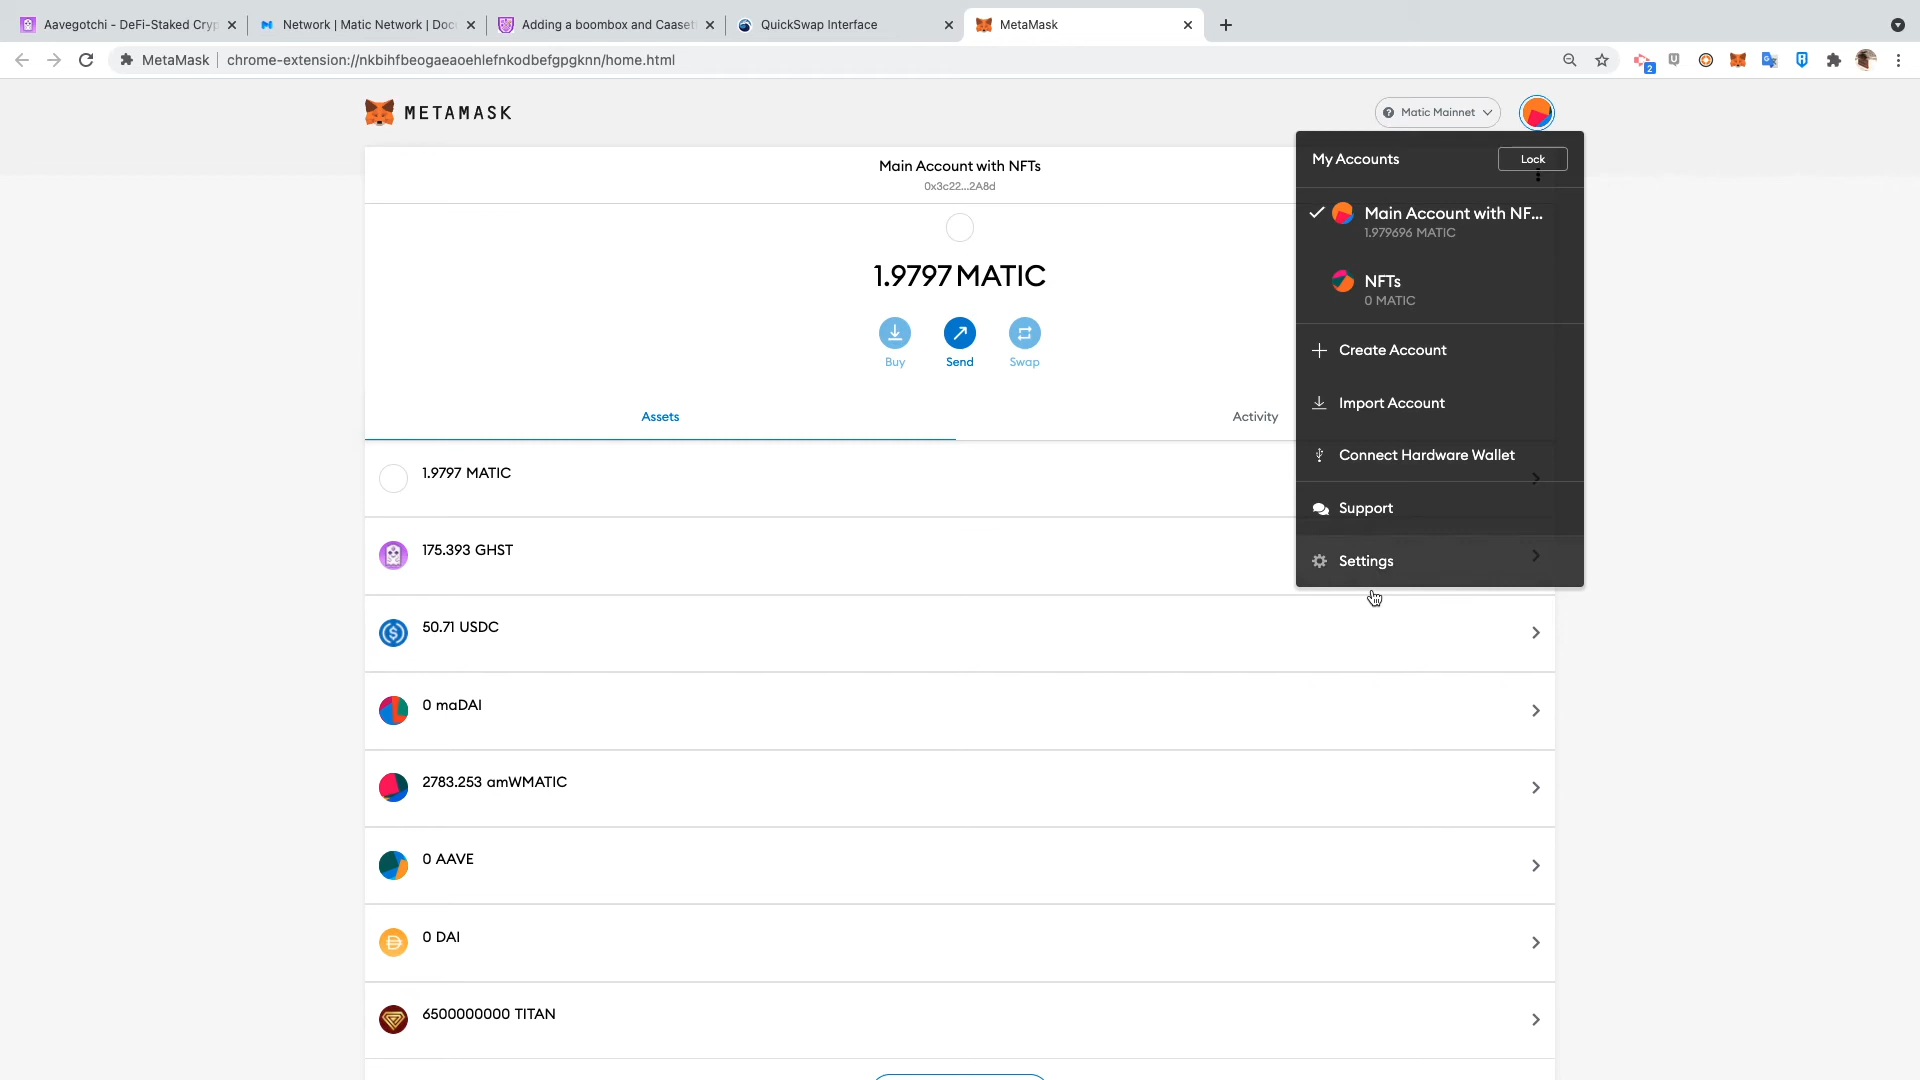 Aavegotchi - DeFi-Staked Cryp
Network | Matic Network | Doc
Adding a boombox and Caaset
QuickSwap Interface
MetaMask
MetaMask
chrome-extension://nkbihfbeogaeaoehlefnkodbefgpgknn/home.html
2
METAMASK
Matic Mainnet
Main Account with NFTs
0x3c22...2A8d
1.9797 MATIC
Buy
Send
Swap
Assets
Activity
1.9797 MATIC
175.393 GHST
50.71 USDC
0 maDAI
2783.253 amWMATIC
0 AAVE
0 DAI
6500000000 TITAN
My Accounts
Lock
Main Account with NF...
1.979696 MATIC
NFTs
0 MATIC
Create Account
Import Account
Connect Hardware Wallet
Support
Settings